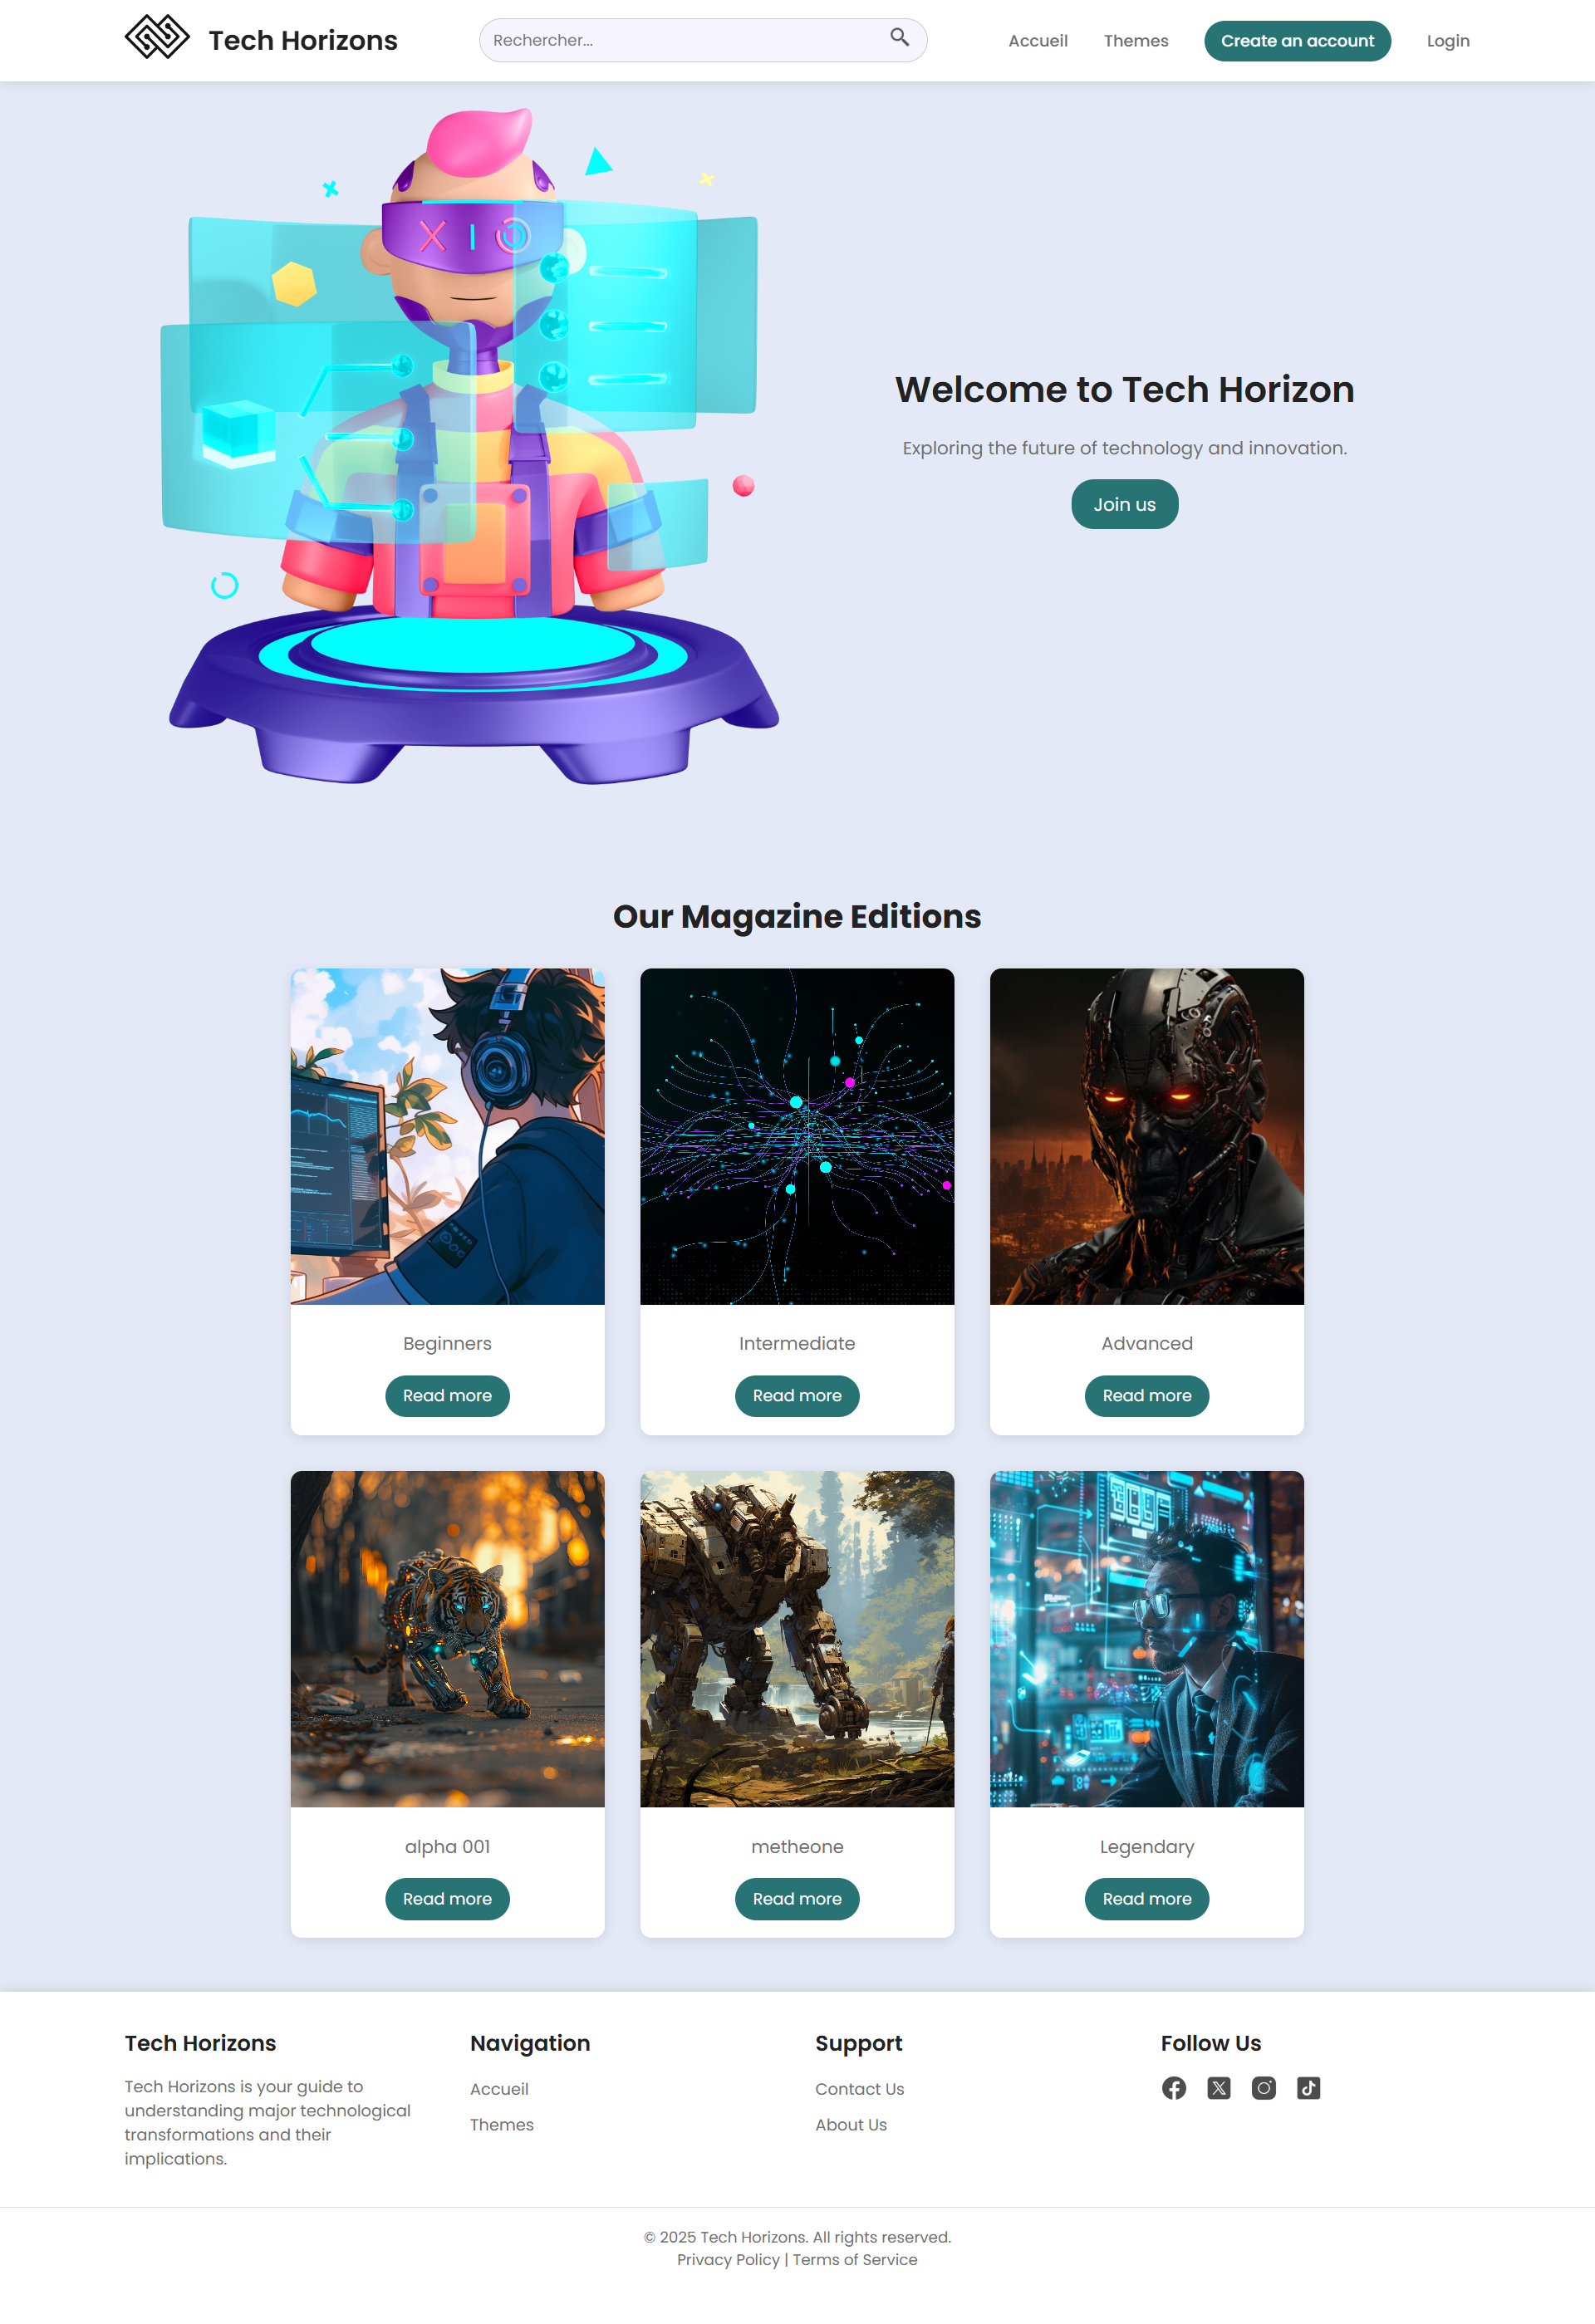 Tech Horizons
Rechercher...
Accueil
Themes
Create an account
Login
Welcome to Tech Horizon
Exploring the future of technology and innovation.
Join us
Our Magazine Editions
Beginners
Intermediate
Advanced
Read more
Read more
Read more
alpha 001
metheone
Legendary
Read more
Read more
Read more
Tech Horizons
Tech Horizons is your guide to
understanding major technological
transformations and their
implications.
Navigation
Accueil
Themes
Support
Contact Us
About Us
Follow Us
© 2025 Tech Horizons. All rights reserved.
Privacy Policy | Terms of Service